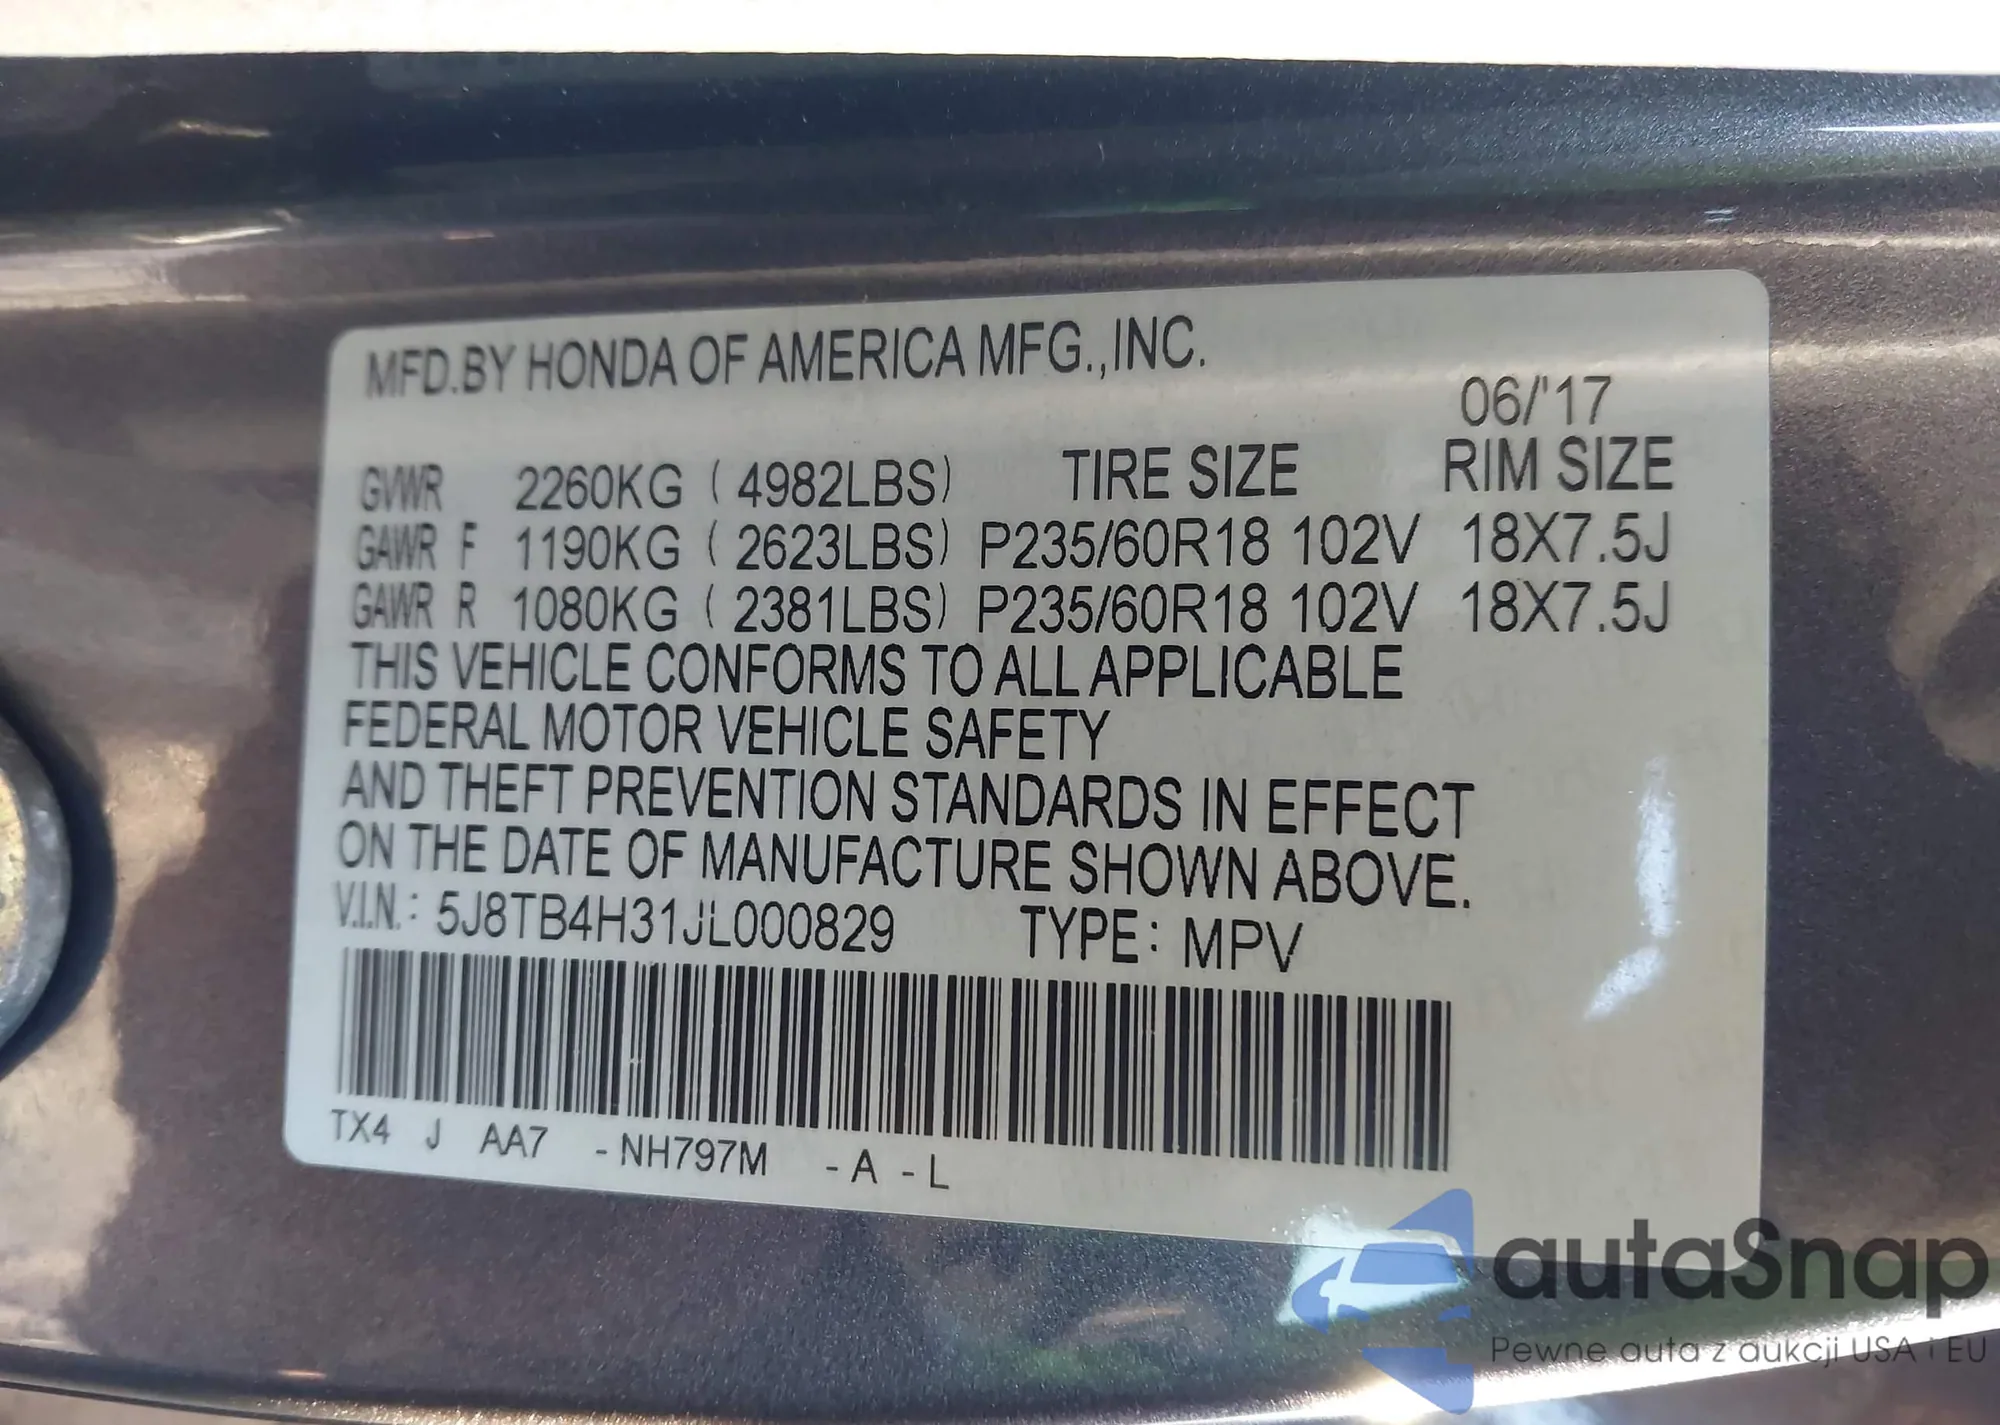 MFD.BY HONDA OF AMERICA MFG.,INC.
06/'17
GVWR 2260KG ( 4982LBS) TIRE SIZE RIM SIZE
GAWR F 1190KG ( 2623LBS) P235/60R18 102V 18X7.5J
GAWR R 1080KG ( 2381LBS) P235/60R18 102V 18X7.5J
THIS VEHICLE CONFORMS TO ALL APPLICABLE
FEDERAL MOTOR VEHICLE SAFETY
AND THEFT PREVENTION STANDARDS IN EFFECT
ON THE DATE OF MANUFACTURE SHOWN ABOVE.
V.I.N.: 5J8TB4H31JL000829 TYPE: MPV
TX4 J AA7 -NH797M -A -L
autaSnap
Pewne auta z aukcji USA i EU